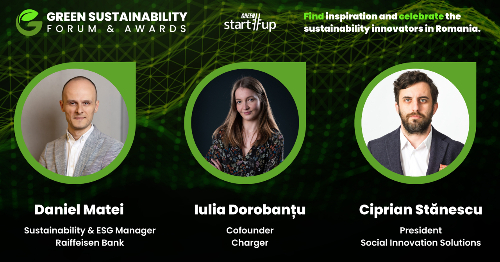 GREEN SUSTAINABILITY
FORUM & AWARDS
start up
Find inspiration and celebrate the
sustainability innovators in Romania.
Daniel Matei
Sustainability & ESG Manager
Raiffeisen Bank
Iulia Dorobanțu
Cofounder
Charger
Ciprian Stănescu
President
Social Innovation Solutions